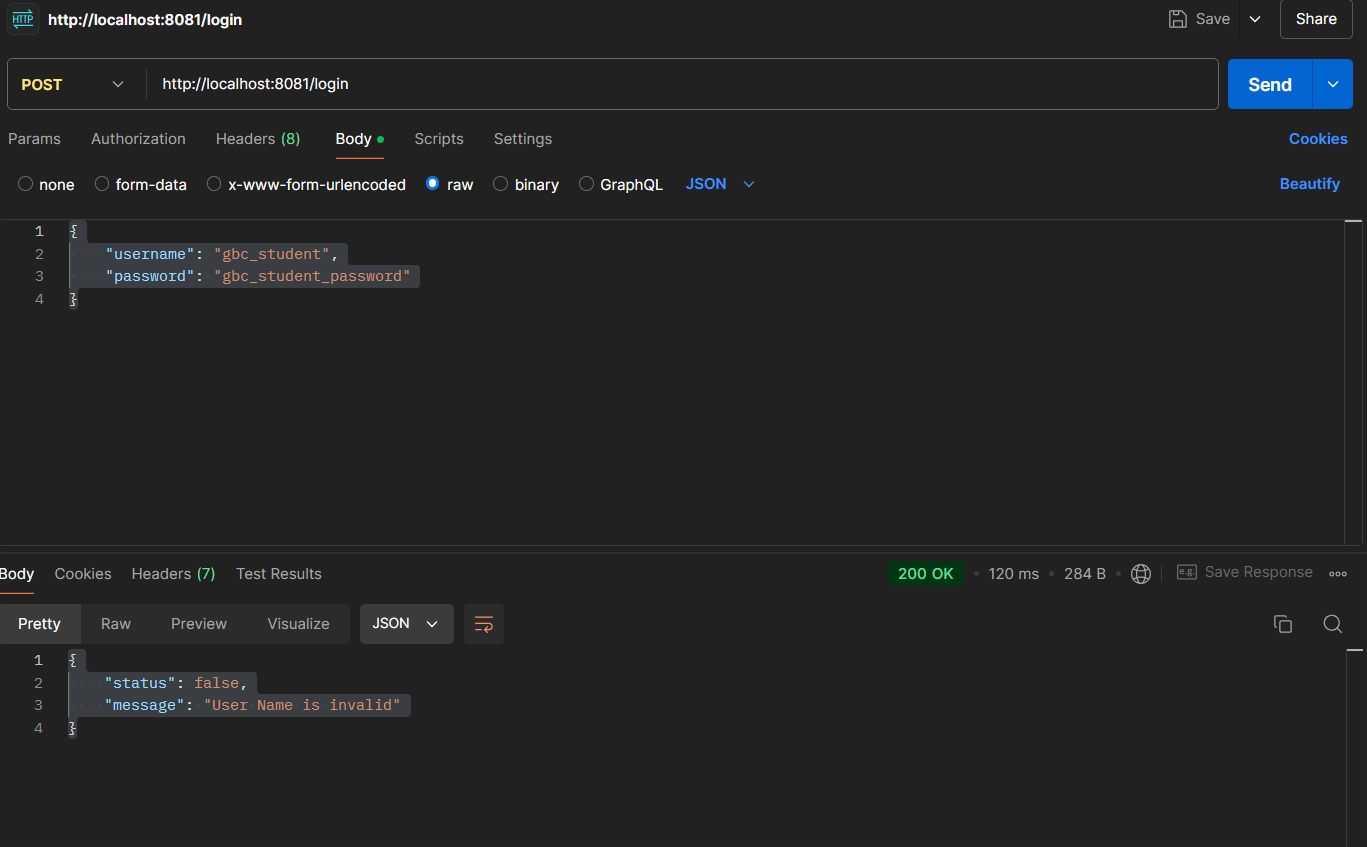 HTTP http://localhost:8081/login Save Share
POST http://localhost:8081/login Send
Params Authorization Headers (8) Body Scripts Settings Cookies
none form-data x-www-form-urlencoded raw binary GraphQL JSON Beautify
1 {
2 "username": "gbc_student",
3 "password": "gbc_student_password"
4 }
Body Cookies Headers (7) Test Results 200 OK 120 ms 284 B e.g. Save Response
Pretty Raw Preview Visualize JSON
1 {
2 "status": false,
3 "message": "User Name is invalid"
4 }